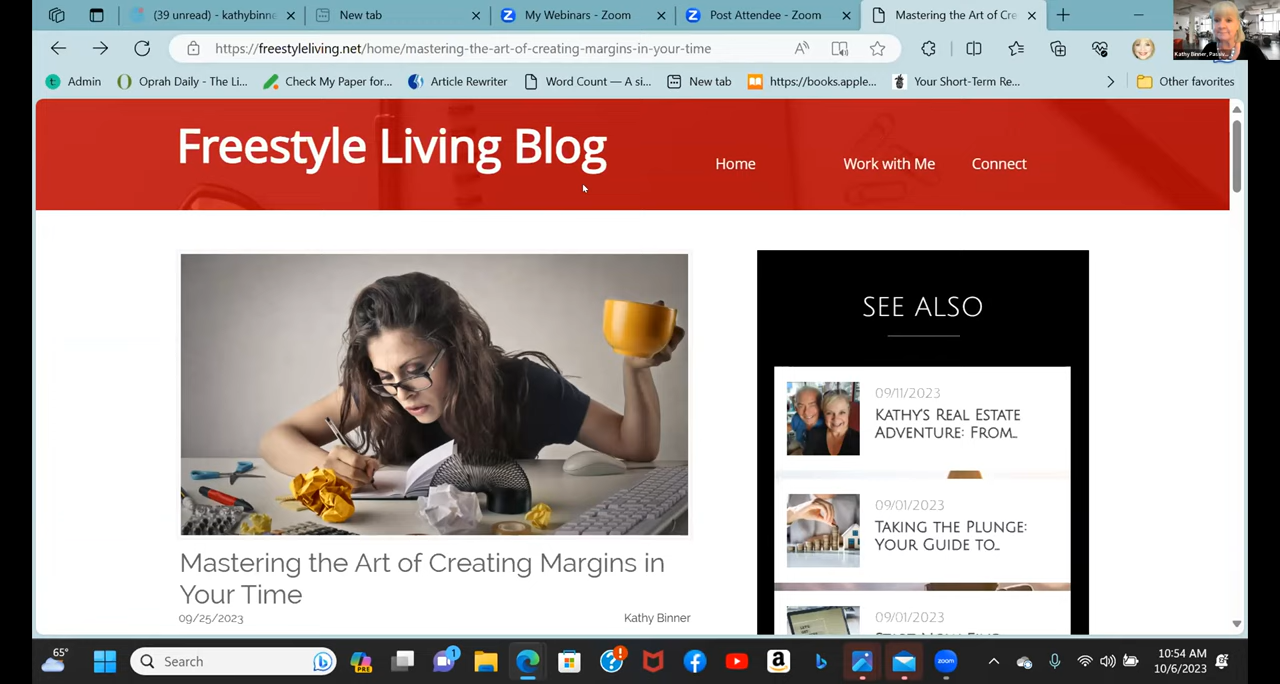 (39 unread) - kathybinne
New tab
My Webinars - Zoom
Post Attendee - Zoom
Mastering the Art of Cre
https://freestyleliving.net/home/mastering-the-art-of-creating-margins-in-your-time
Admin
Oprah Daily - The Li...
Check My Paper for...
Article Rewriter
Word Count — A si...
New tab
https://books.apple...
Your Short-Term Re...
Other favorites
Freestyle Living Blog
Home
Work with Me
Connect
SEE ALSO
09/11/2023
KATHY'S REAL ESTATE
ADVENTURE: FROM...
09/01/2023
TAKING THE PLUNGE:
YOUR GUIDE TO...
09/01/2023
Mastering the Art of Creating Margins in
Your Time
09/25/2023
Kathy Binner
65°
Search
PRE
1
zoom
10:54 AM
10/6/2023